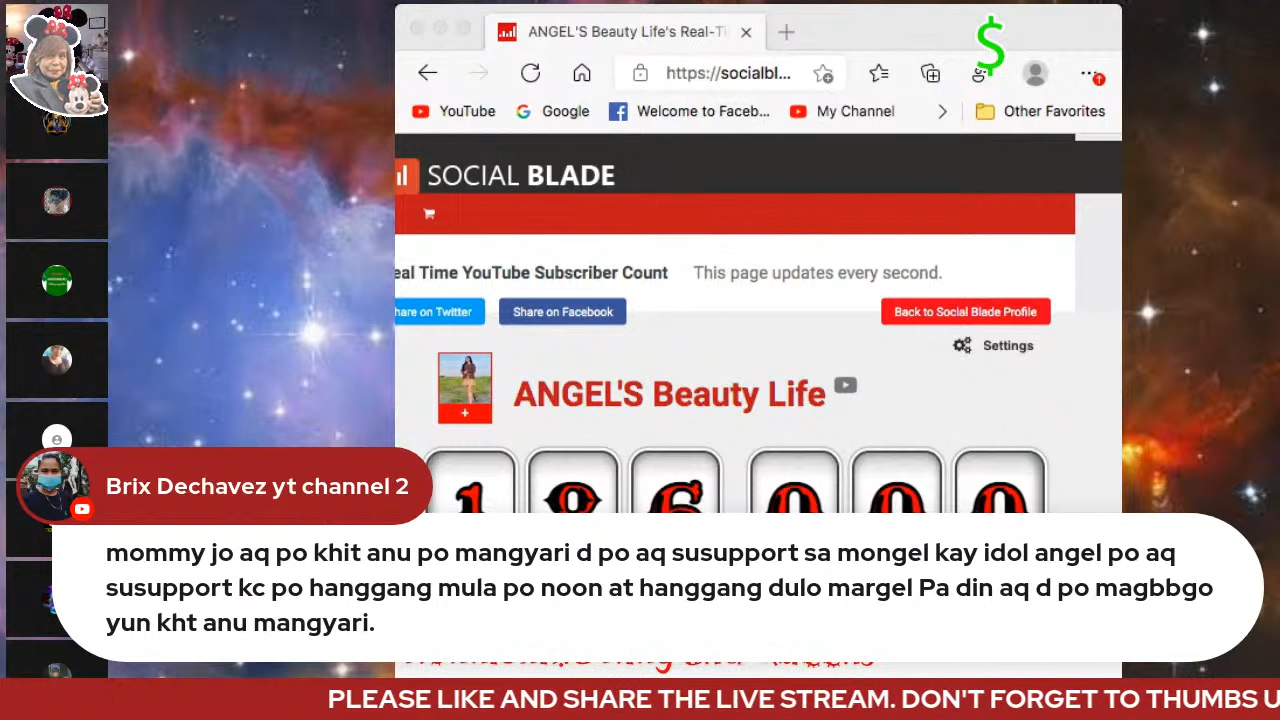 ANGEL'S Beauty Life's Real-Ti
$
https://socialbl...
YouTube
Google
Welcome to Faceb...
My Channel
Other Favorites
SOCIAL BLADE
eal Time YouTube Subscriber Count
This page updates every second.
hare on Twitter
Share on Facebook
Back to Social Blade Profile
Settings
ANGEL'S Beauty Life
186,000
Brix Dechavez yt channel 2
mommy jo aq po khit anu po mangyari d po aq susupport sa mongel kay idol angel po aq
susupport kc po hanggang mula po noon at hanggang dulo margel Pa din aq d po magbbgo
yun kht anu mangyari.
PLEASE LIKE AND SHARE THE LIVE STREAM. DON'T FORGET TO THUMBS U